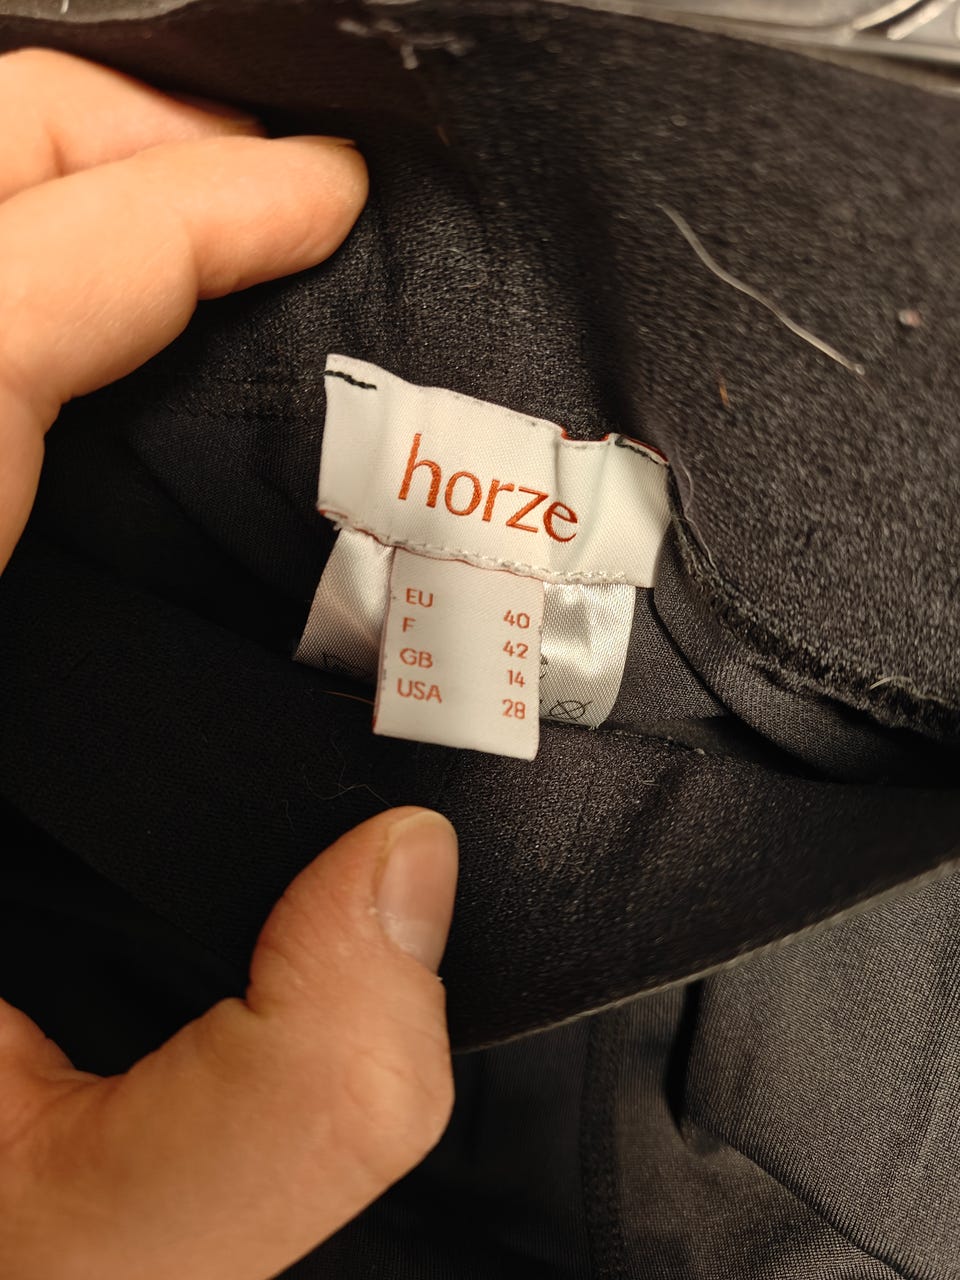 horze
EU 40
F 42
GB 14
USA 28